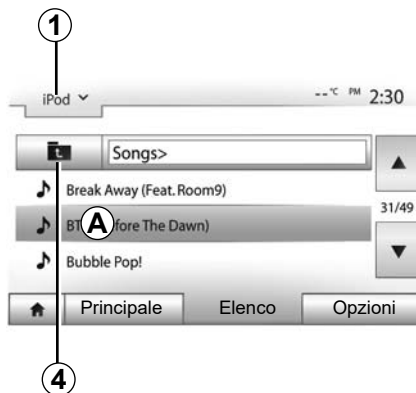 1
iPod --°C PM 2:30
Songs>
Break Away (Feat. Room9)
31/49
A
fore The Dawn)
Bubble Pop!
Principale Elenco Opzioni
4